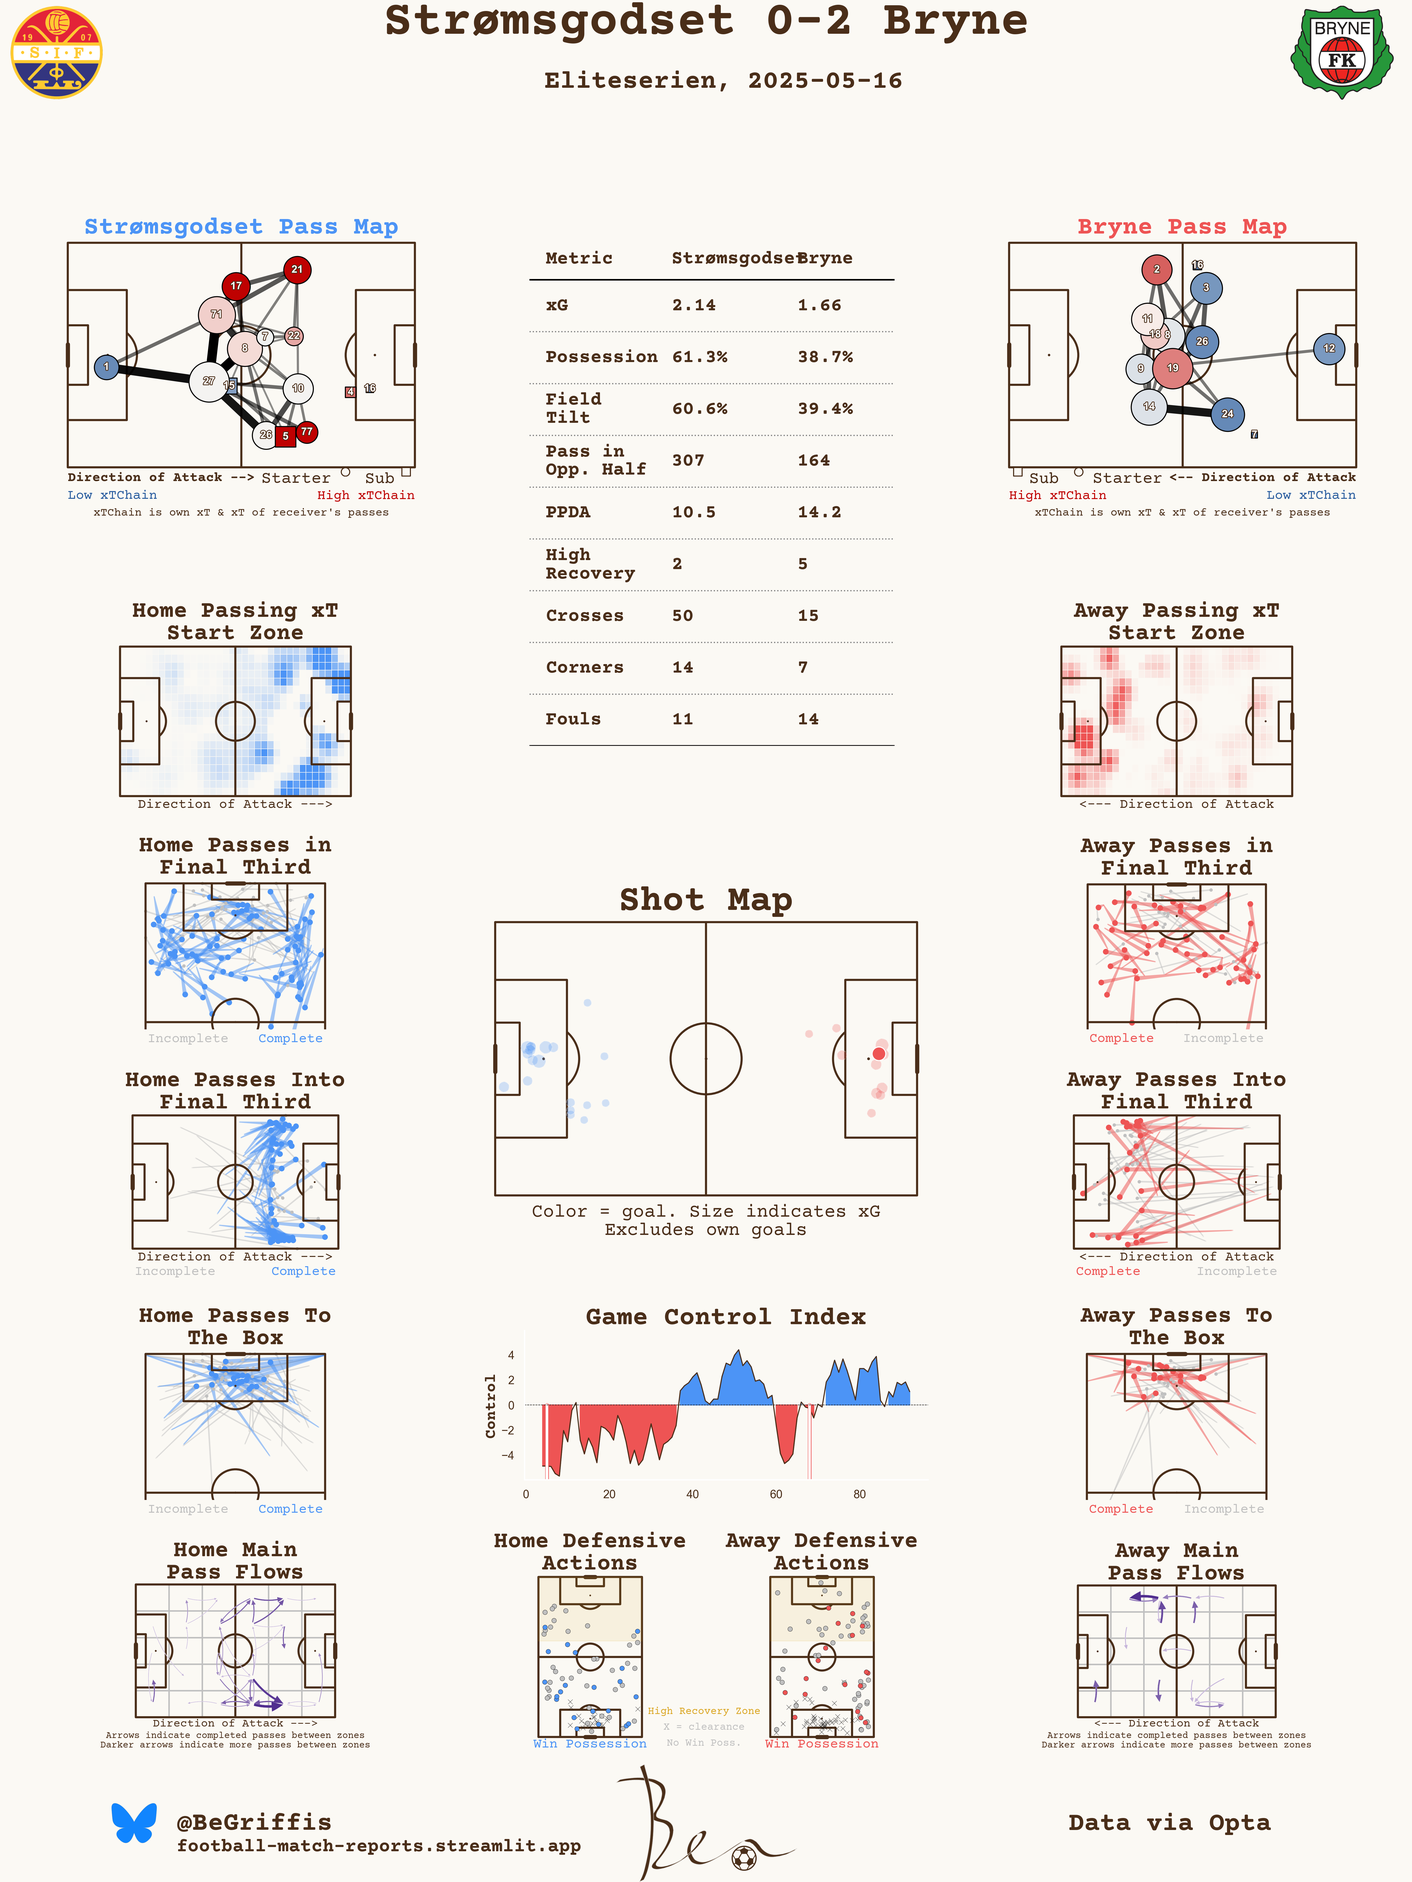 Strømsgodset 0-2 Bryne
Eliteserien, 2025-05-16
19 07
S.I.F
BRYNE
FK
Strømsgodset Pass Map
21
17
71
7
22
8
1
27
15
10
4
16
26
5
77
Direction of Attack --> Starter Sub
Low xTChain High xTChain
xTChain is own xT & xT of receiver's passes
Metric Strømsgodset Bryne
xG 2.14 1.66
Possession 61.3% 38.7%
Field
Tilt 60.6% 39.4%
Pass in
Opp. Half 307 164
PPDA 10.5 14.2
High
Recovery 2 5
Crosses 50 15
Corners 14 7
Fouls 11 14
Bryne Pass Map
2
16
3
11
18
8
26
12
9
19
14
24
7
Sub Starter <-- Direction of Attack
High xTChain Low xTChain
xTChain is own xT & xT of receiver's passes
Home Passing xT
Start Zone
Direction of Attack --->
Away Passing xT
Start Zone
<--- Direction of Attack
Home Passes in
Final Third
Incomplete Complete
Away Passes in
Final Third
Complete Incomplete
Shot Map
Color = goal. Size indicates xG
Excludes own goals
Home Passes Into
Final Third
Direction of Attack --->
Incomplete Complete
Away Passes Into
Final Third
<--- Direction of Attack
Complete Incomplete
Home Passes To
The Box
Incomplete Complete
Game Control Index
Control
4
2
0
−2
−4
0 20 40 60 80
Away Passes To
The Box
Complete Incomplete
Home Main
Pass Flows
Direction of Attack --->
Arrows indicate completed passes between zones
Darker arrows indicate more passes between zones
Home Defensive
Actions
Win Possession
Away Defensive
Actions
Win Possession
High Recovery Zone
X = clearance
No Win Poss.
Away Main
Pass Flows
<--- Direction of Attack
Arrows indicate completed passes between zones
Darker arrows indicate more passes between zones
@BeGriffis
football-match-reports.streamlit.app
Ben
Data via Opta